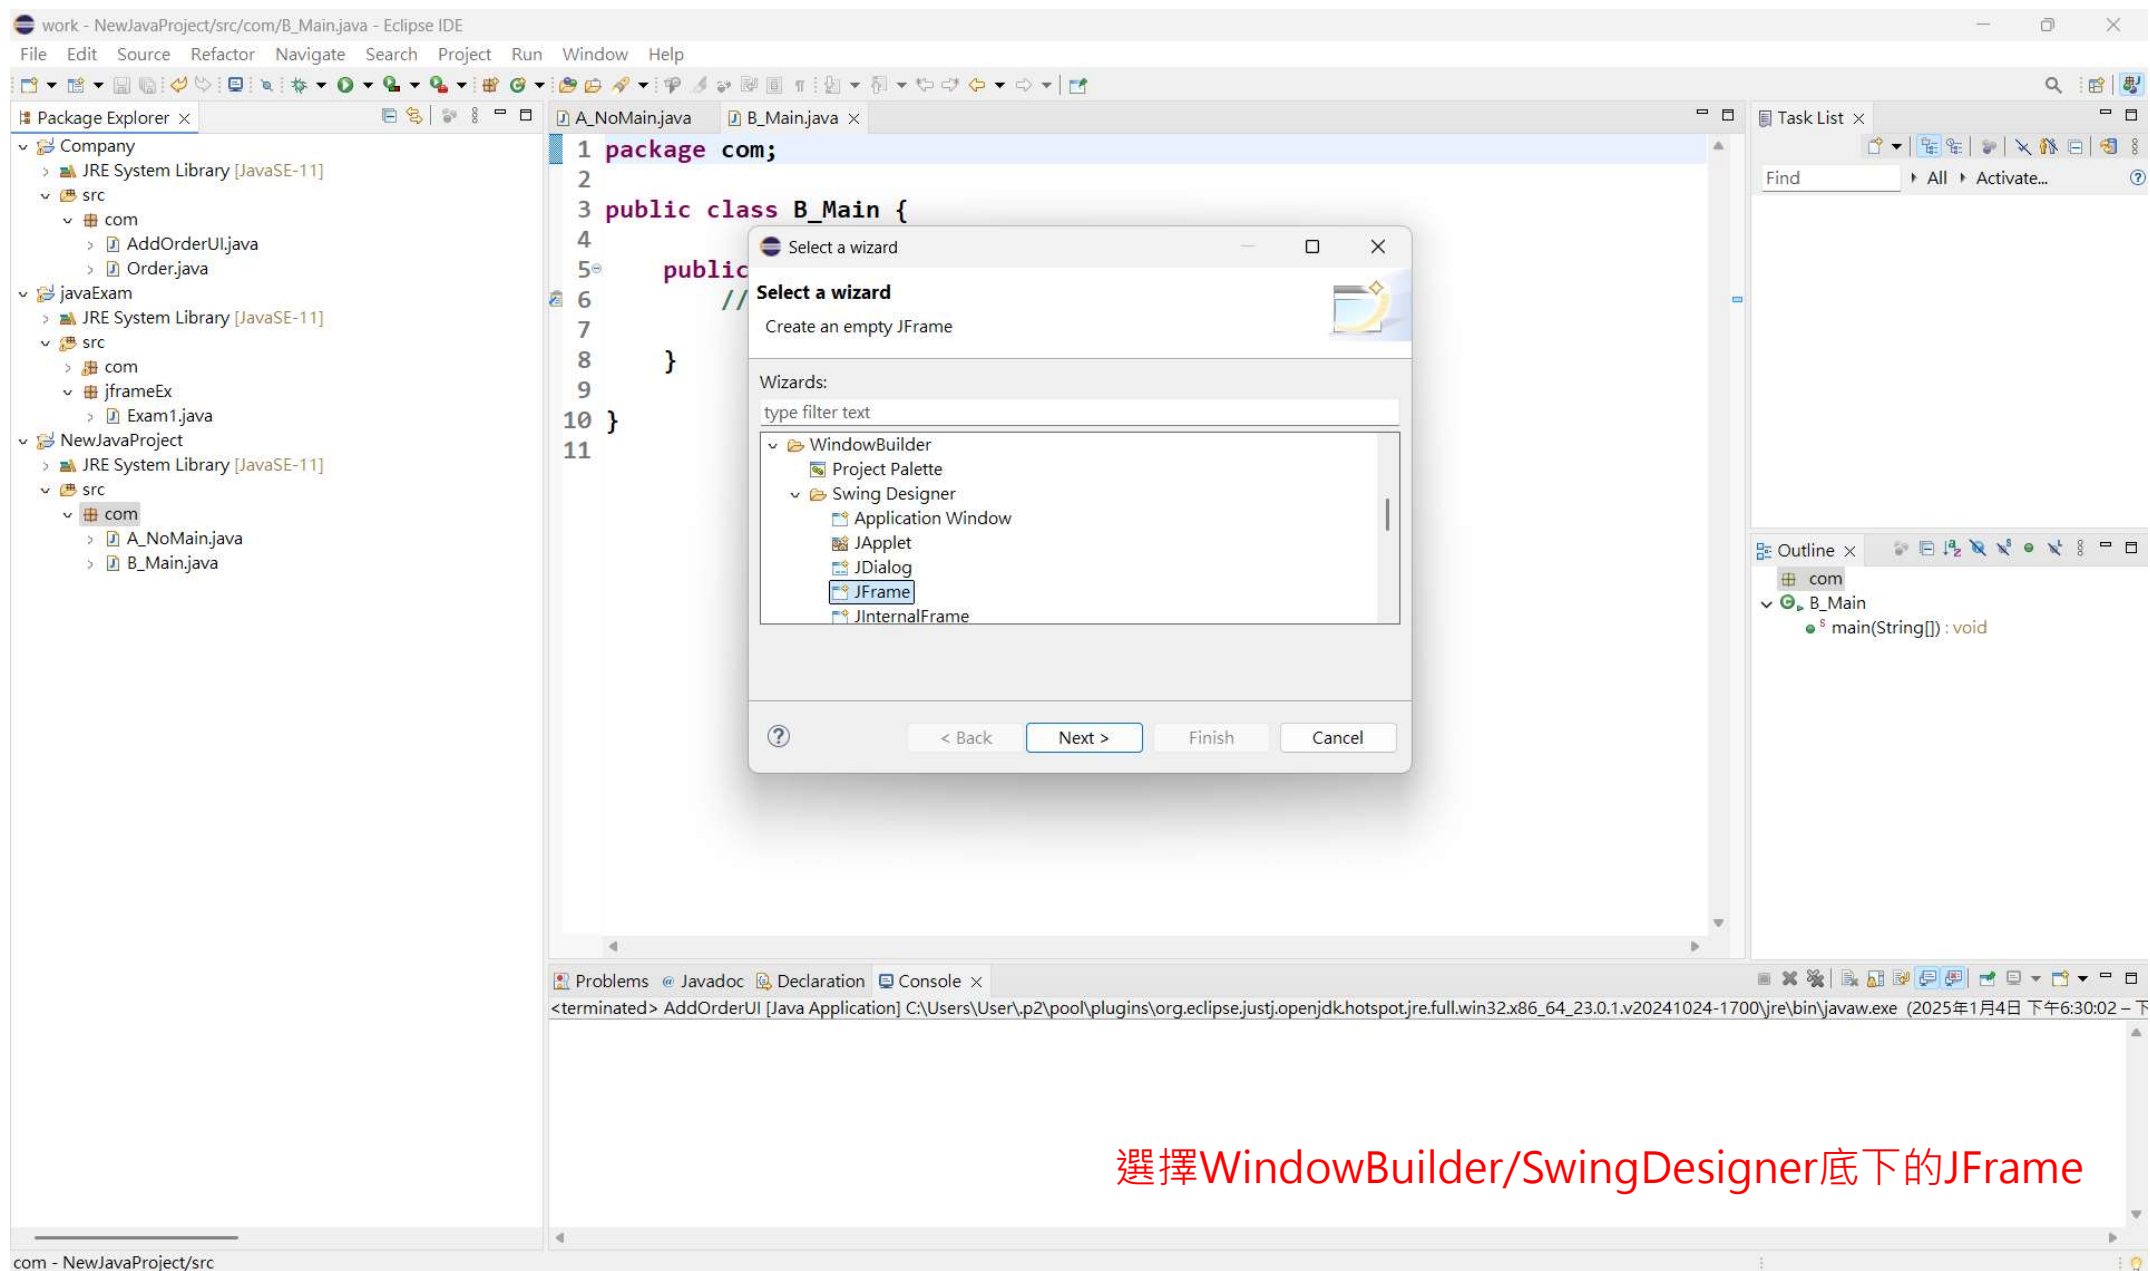 work - NewJavaProject/src/com/B_Main.java - Eclipse IDE
File Edit Source Refactor Navigate Search Project Run Window Help
Package Explorer
Company
JRE System Library [JavaSE-11]
src
com
AddOrderUI.java
Order.java
javaExam
JRE System Library [JavaSE-11]
src
com
jframeEx
Exam1.java
NewJavaProject
JRE System Library [JavaSE-11]
src
com
A_NoMain.java
B_Main.java
A_NoMain.java B_Main.java
1 package com;
2
3 public class B_Main {
4
5 public
6 //
7
8 }
9
10 }
11
Select a wizard
Select a wizard
Create an empty JFrame
Wizards:
type filter text
WindowBuilder
Project Palette
Swing Designer
Application Window
JApplet
JDialog
JFrame
JInternalFrame
< Back Next > Finish Cancel
Task List
Find All Activate...
Outline
com
B_Main
main(String[]) : void
Problems @ Javadoc Declaration Console
<terminated> AddOrderUI [Java Application] C:\Users\User\.p2\pool\plugins\org.eclipse.justj.openjdk.hotspot.jre.full.win32.x86_64_23.0.1.v20241024-1700\jre\bin\javaw.exe (2025年1月4日 下午6:30:02 – 下
選擇WindowBuilder/SwingDesigner底下的JFrame
com - NewJavaProject/src